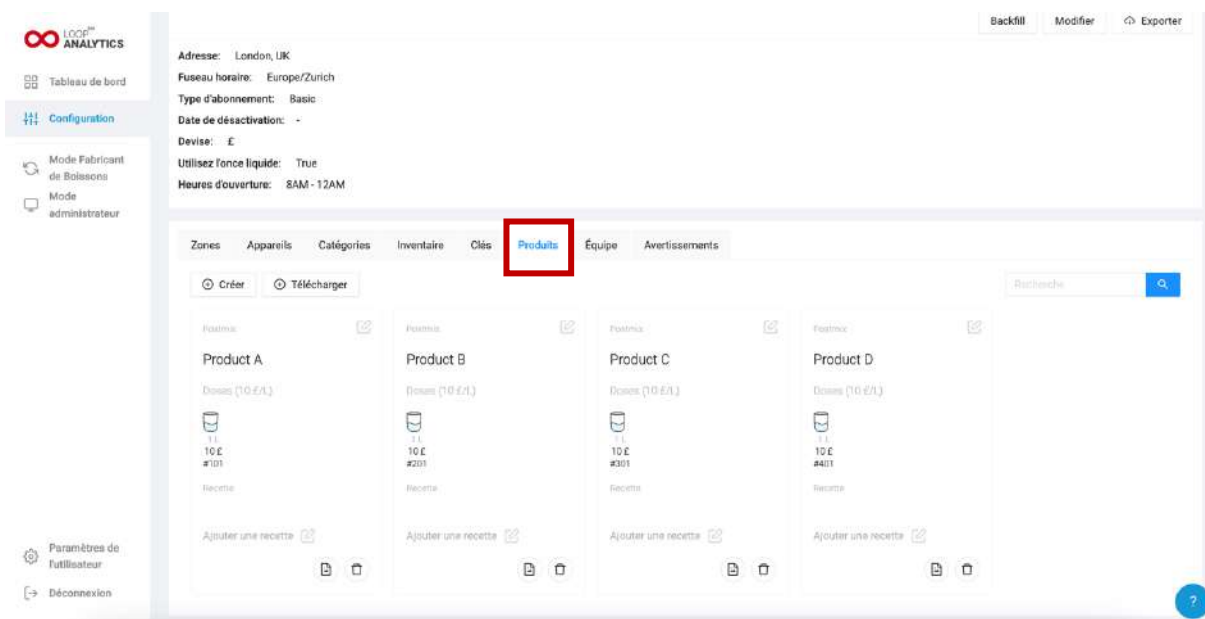 Backfill Modifier Exporter
LOOP™
ANALYTICS
Adresse: London, UK
Tableau de bord
Fuseau horaire: Europe/Zurich
Type d'abonnement: Basic
Configuration
Date de désactivation: -
Devise: £
Mode Fabricant
de Boissons
Utilisez l'once liquide: True
Heures d'ouverture: 8AM - 12AM
Mode
administrateur
Zones Appareils Catégories Inventaire Clés Produits Équipe Avertissements
Créer Télécharger Recherche
Postmix Postmix Postmix Postmix
Product A Product B Product C Product D
Doses (10 £/L) Doses (10 £/L) Doses (10 £/L) Doses (10 £/L)
1 L 1 L 1 L 1 L
10 £ 10 £ 10 £ 10 £
#101 #201 #301 #401
Recette Recette Recette Recette
Ajouter une recette Ajouter une recette Ajouter une recette Ajouter une recette
Paramètres de
l'utilisateur
Déconnexion
?